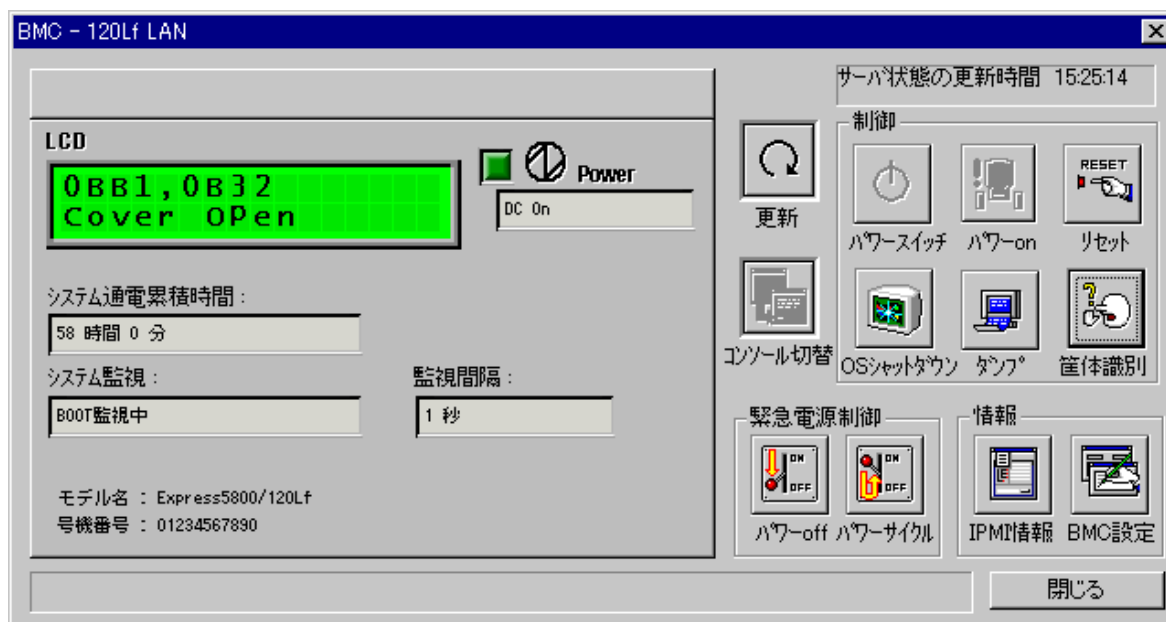 BMC - 120Lf LAN
サーバ状態の更新時間 15:25:14
LCD
0BB1,0B32
Cover OPen
Power
DC On
システム通電累積時間:
58 時間 0 分
システム監視:
BOOT監視中
監視間隔:
1 秒
モデル名 : Express5800/120Lf
号機番号 : 01234567890
更新
コンソール切替
制御
パワースイッチ
パワーon
RESET
リセット
OSシャットダウン
ダンプ
?
筐体識別
緊急電源制御
ON
OFF
パワーoff
ON
OFF
パワーサイクル
情報
IPMI情報
BMC設定
閉じる